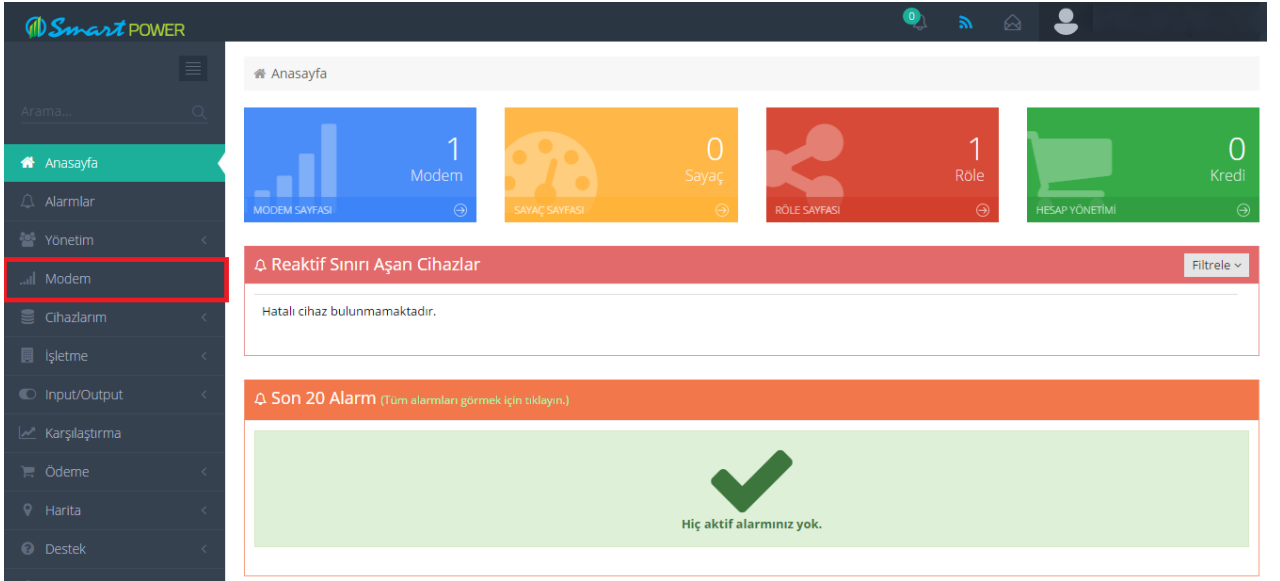 Smart POWER
0
Arama...
Anasayfa
Alarmlar
Yönetim
Modem
Cihazlarım
İşletme
Input/Output
Karşılaştırma
Ödeme
Harita
Destek
Anasayfa
1
Modem
MODEM SAYFASI
0
Sayaç
SAYAÇ SAYFASI
1
Röle
RÖLE SAYFASI
0
Kredi
HESAP YÖNETİMİ
Reaktif Sınırı Aşan Cihazlar
Filtrele
Hatalı cihaz bulunmamaktadır.
Son 20 Alarm (Tüm alarmları görmek için tıklayın.)
Hiç aktif alarmınız yok.